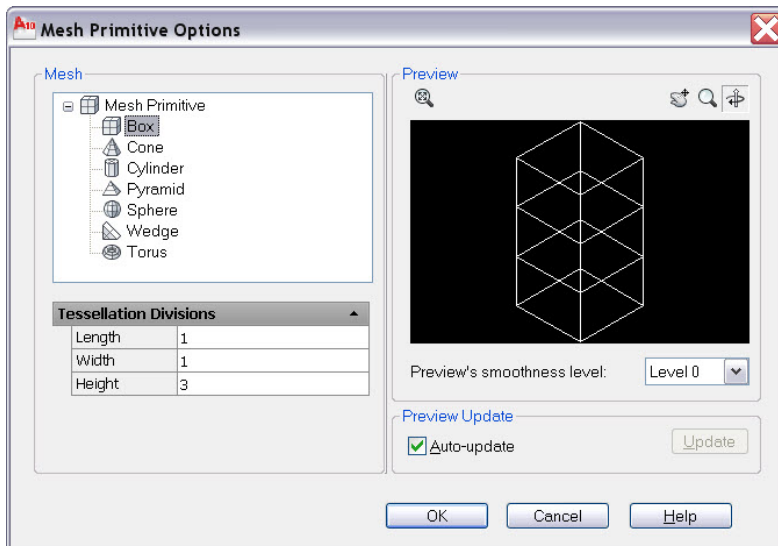 A10 Mesh Primitive Options
Mesh
Mesh Primitive
Box
Cone
Cylinder
Pyramid
Sphere
Wedge
Torus
Tessellation Divisions
Length 1
Width 1
Height 3
Preview
Preview's smoothness level: Level 0
Preview Update
Auto-update Update
OK Cancel Help